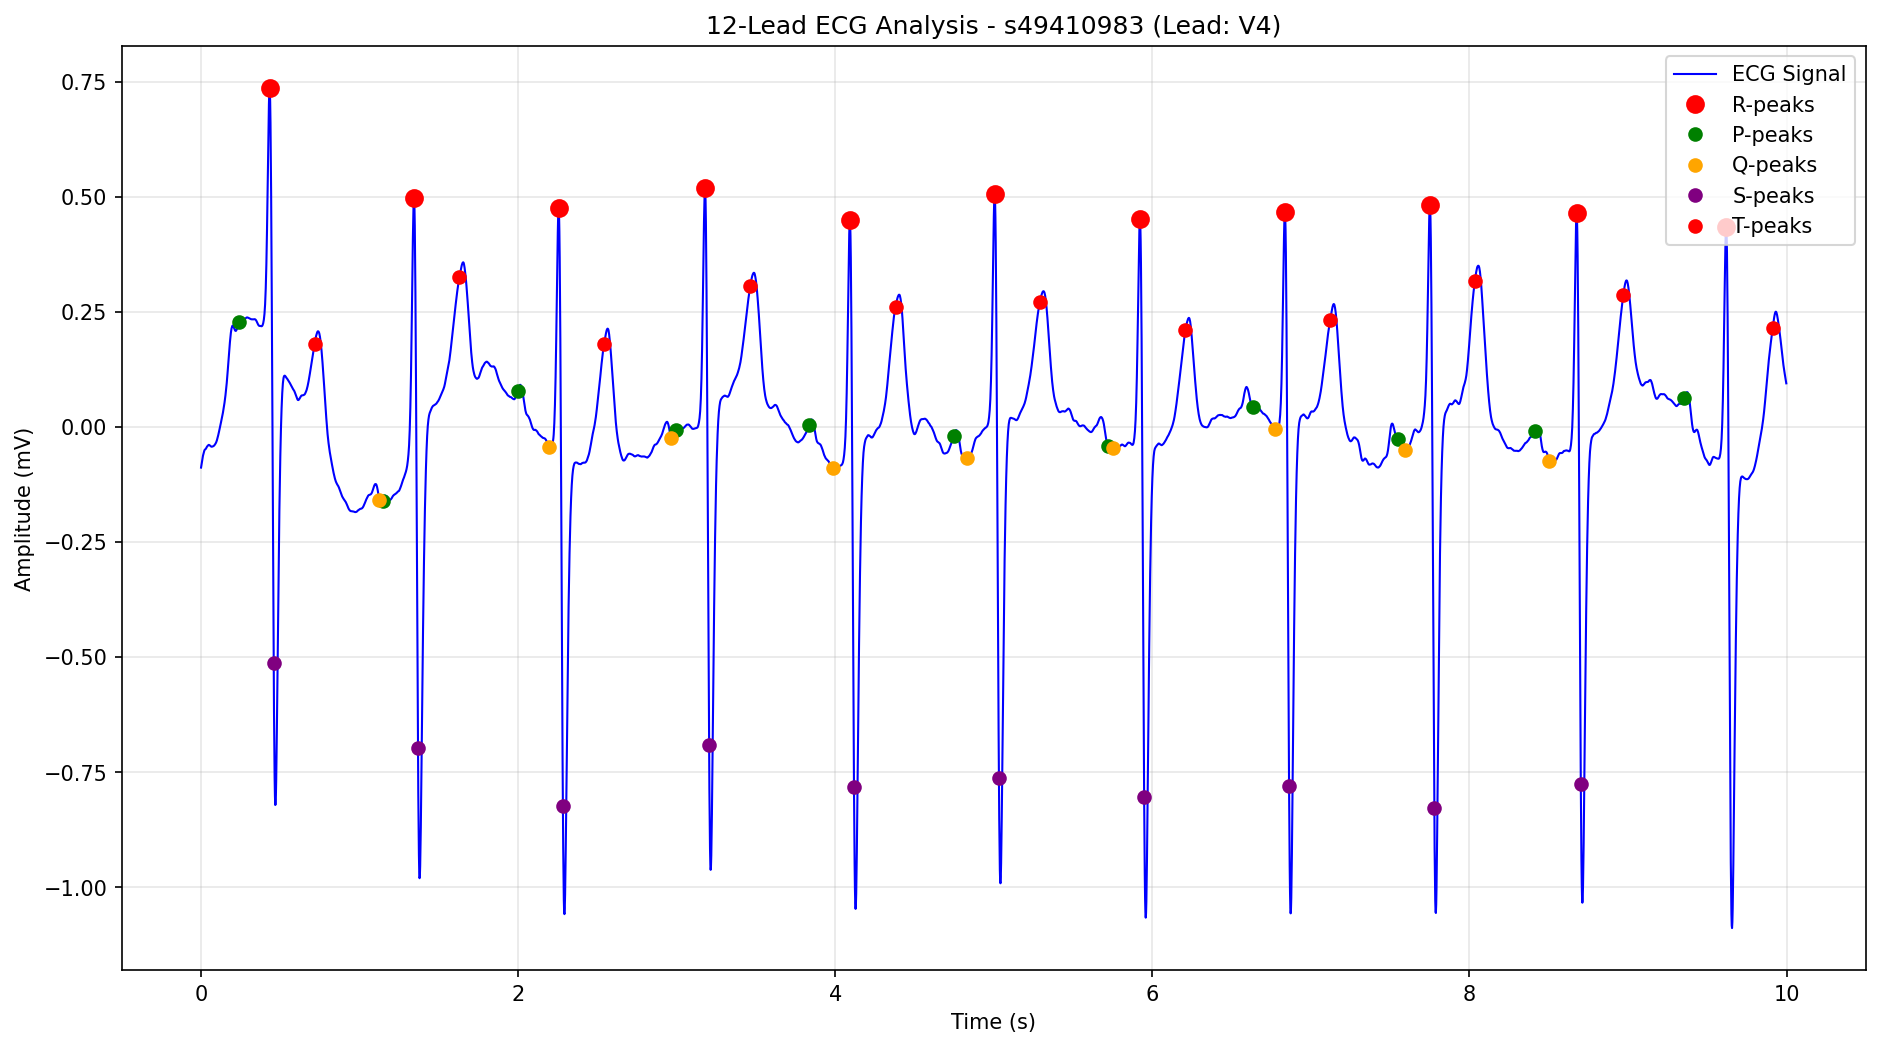 12-Lead ECG Analysis - s49410983 (Lead: V4)
ECG Signal
R-peaks
P-peaks
Q-peaks
S-peaks
T-peaks
0.75
0.50
0.25
0.00
−0.25
−0.50
−0.75
−1.00
Amplitude (mV)
0 2 4 6 8 10
Time (s)